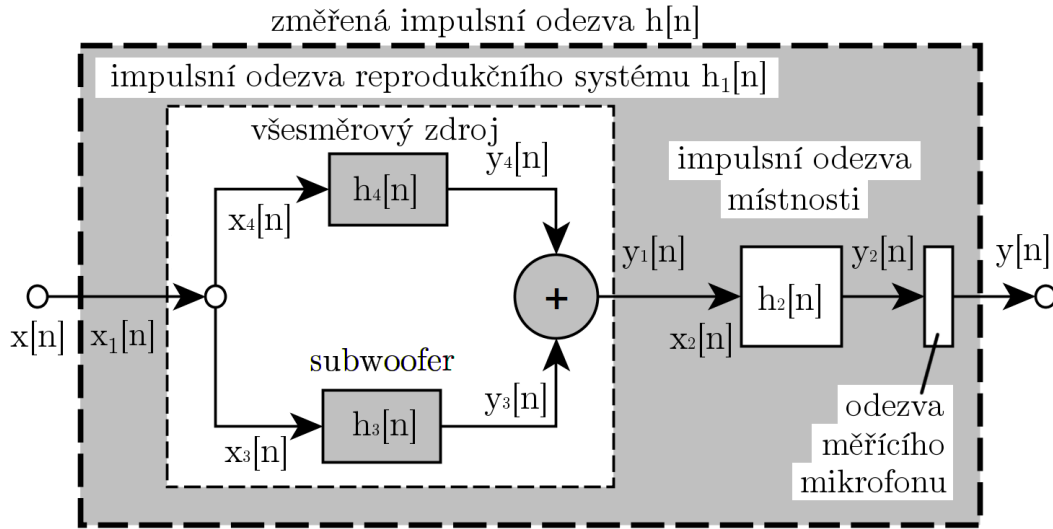 změřená impulsní odezva h[n]
impulsní odezva reprodukčního systému h₁[n]
všesměrový zdroj
y₄[n]
h₄[n]
x₄[n]
impulsní odezva
místnosti
y₁[n]
y₂[n]
y[n]
+
h₂[n]
x[n]
x₁[n]
x₂[n]
subwoofer
y₃[n]
h₃[n]
x₃[n]
odezva
měřícího
mikrofonu